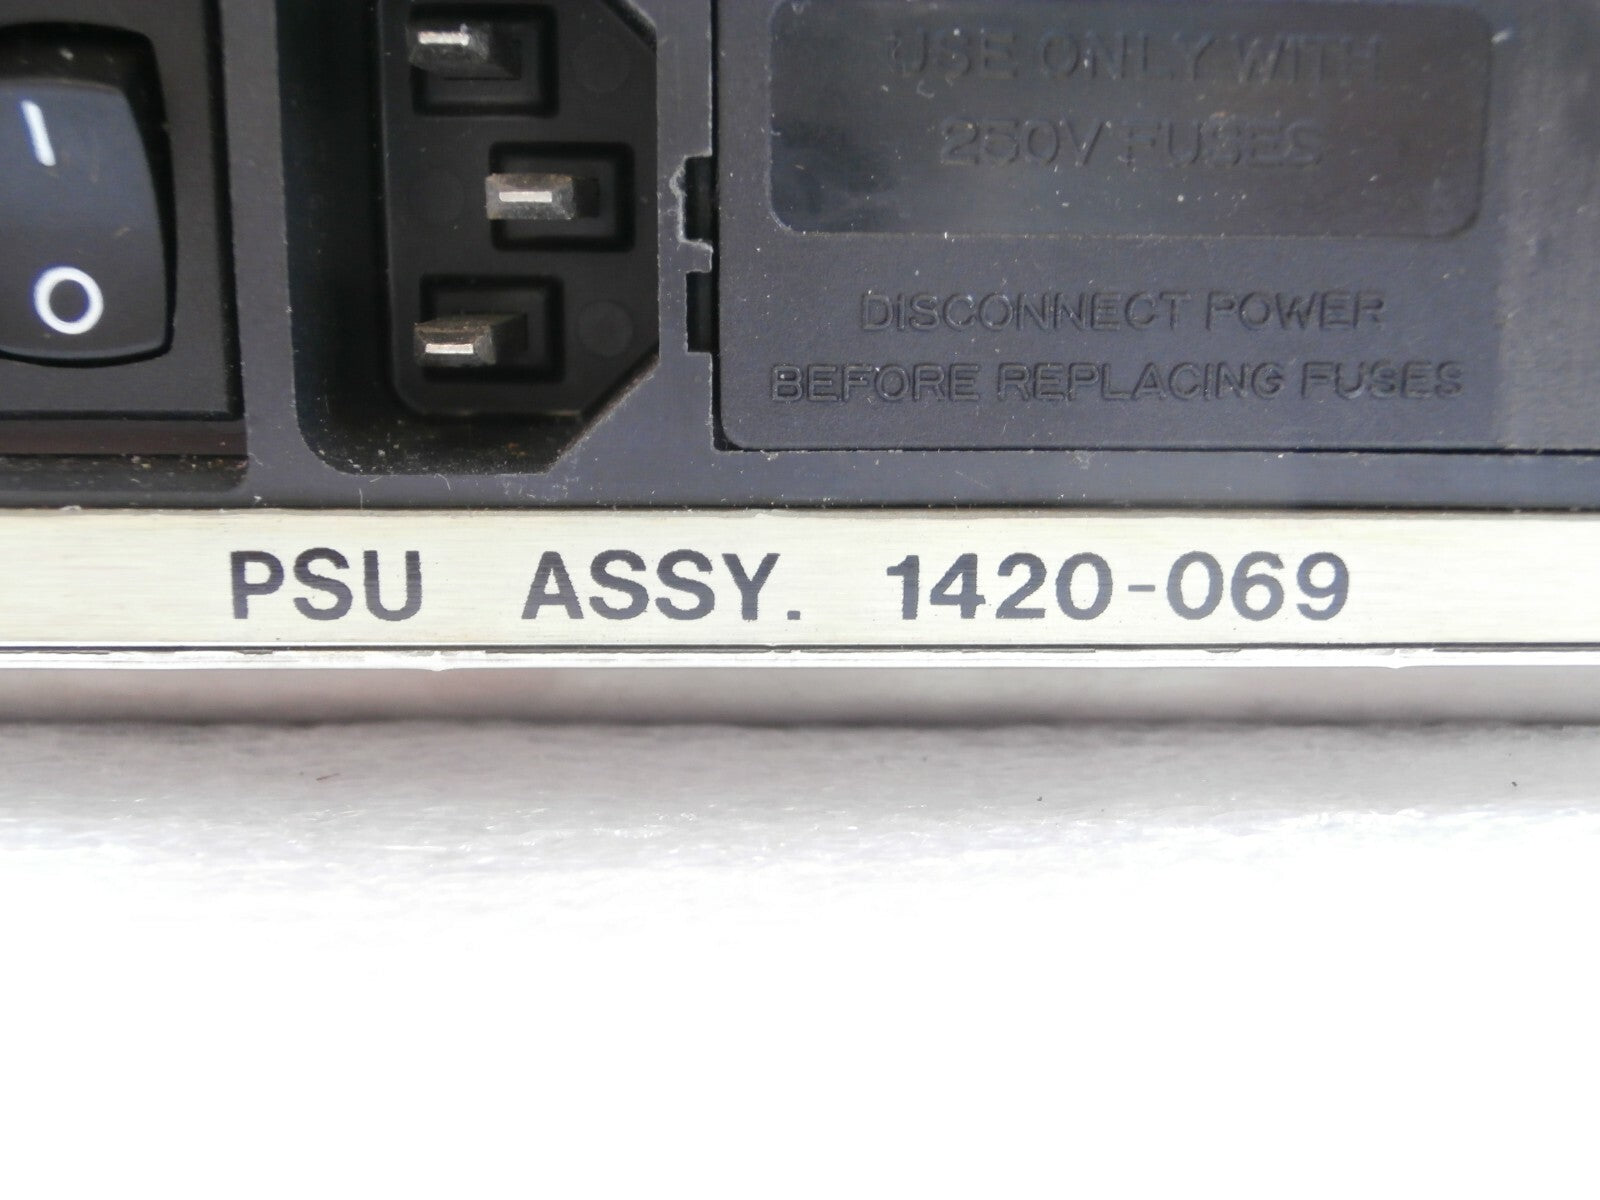 I
O
USE ONLY WITH
250V FUSES
DISCONNECT POWER
BEFORE REPLACING FUSES
PSU ASSY. 1420-069